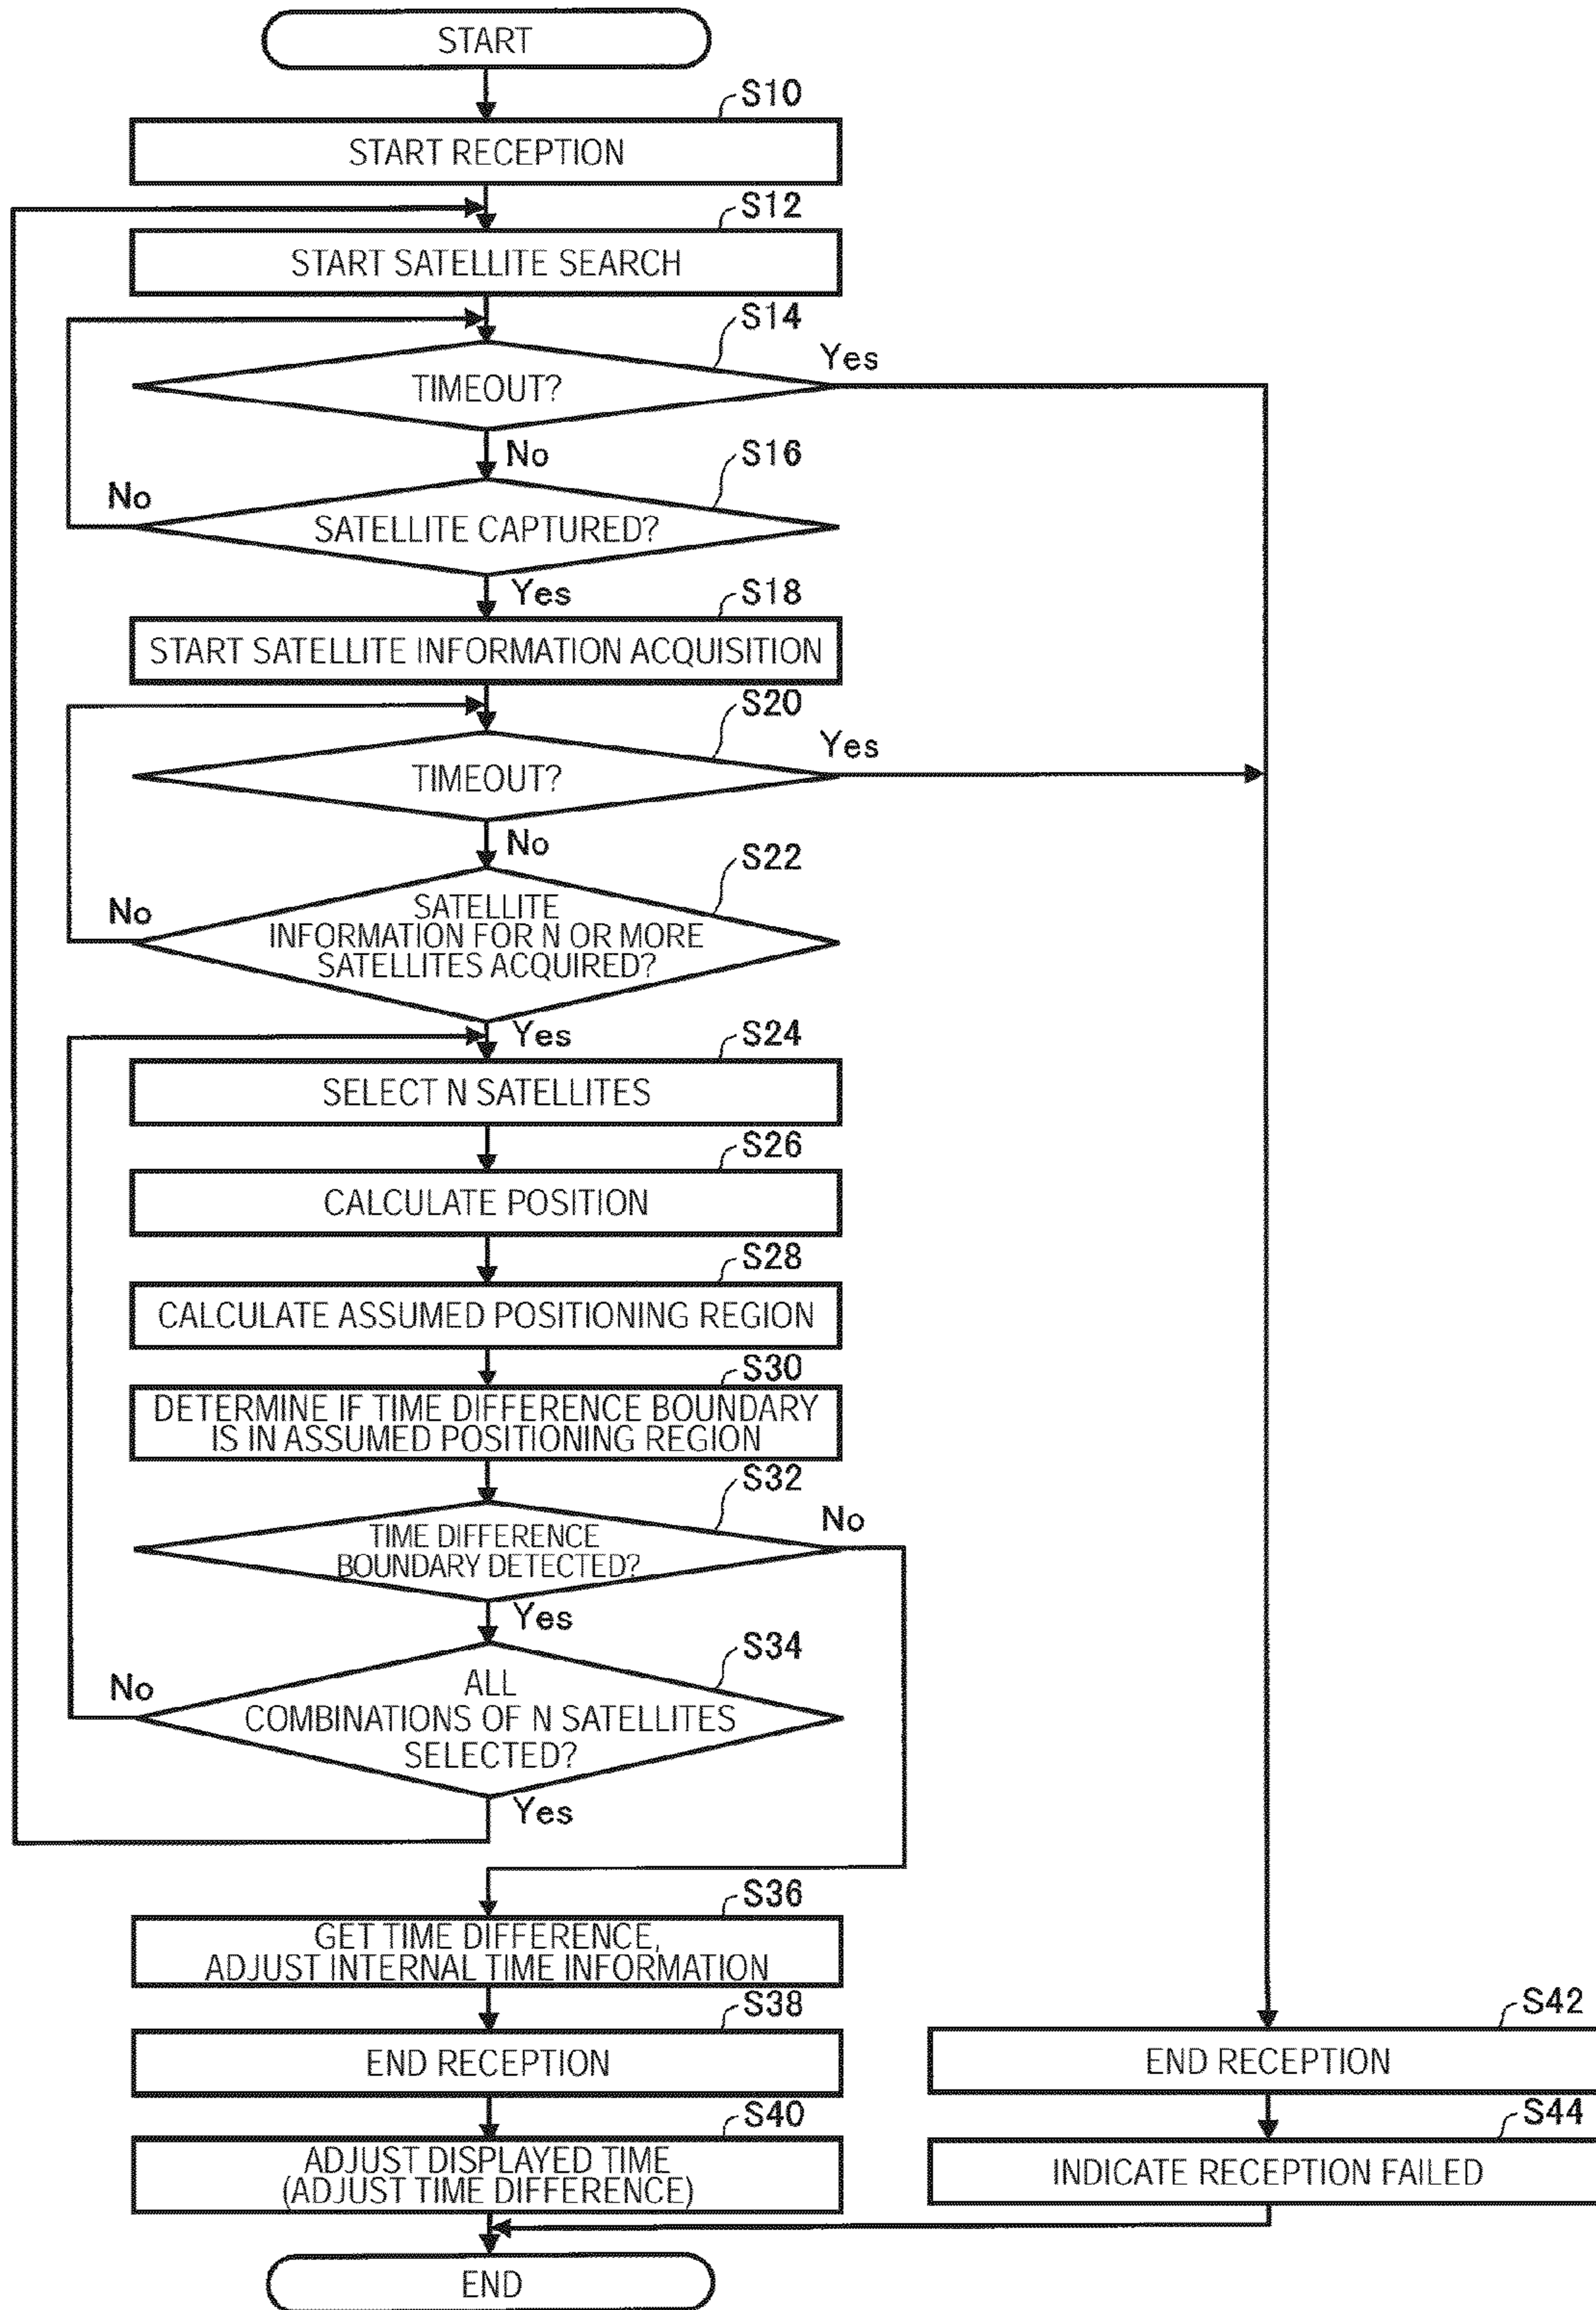 START
S10
START RECEPTION
S12
START SATELLITE SEARCH
S14
TIMEOUT?
Yes
No
S16
SATELLITE CAPTURED?
No
Yes
S18
START SATELLITE INFORMATION ACQUISITION
S20
TIMEOUT?
Yes
No
S22
SATELLITE
INFORMATION FOR N OR MORE
SATELLITES ACQUIRED?
No
Yes
S24
SELECT N SATELLITES
S26
CALCULATE POSITION
S28
CALCULATE ASSUMED POSITIONING REGION
S30
DETERMINE IF TIME DIFFERENCE BOUNDARY
IS IN ASSUMED POSITIONING REGION
S32
TIME DIFFERENCE
BOUNDARY DETECTED?
No
Yes
S34
ALL
COMBINATIONS OF N SATELLITES
SELECTED?
No
Yes
S36
GET TIME DIFFERENCE,
ADJUST INTERNAL TIME INFORMATION
S38
END RECEPTION
S40
ADJUST DISPLAYED TIME
(ADJUST TIME DIFFERENCE)
S42
END RECEPTION
S44
INDICATE RECEPTION FAILED
END